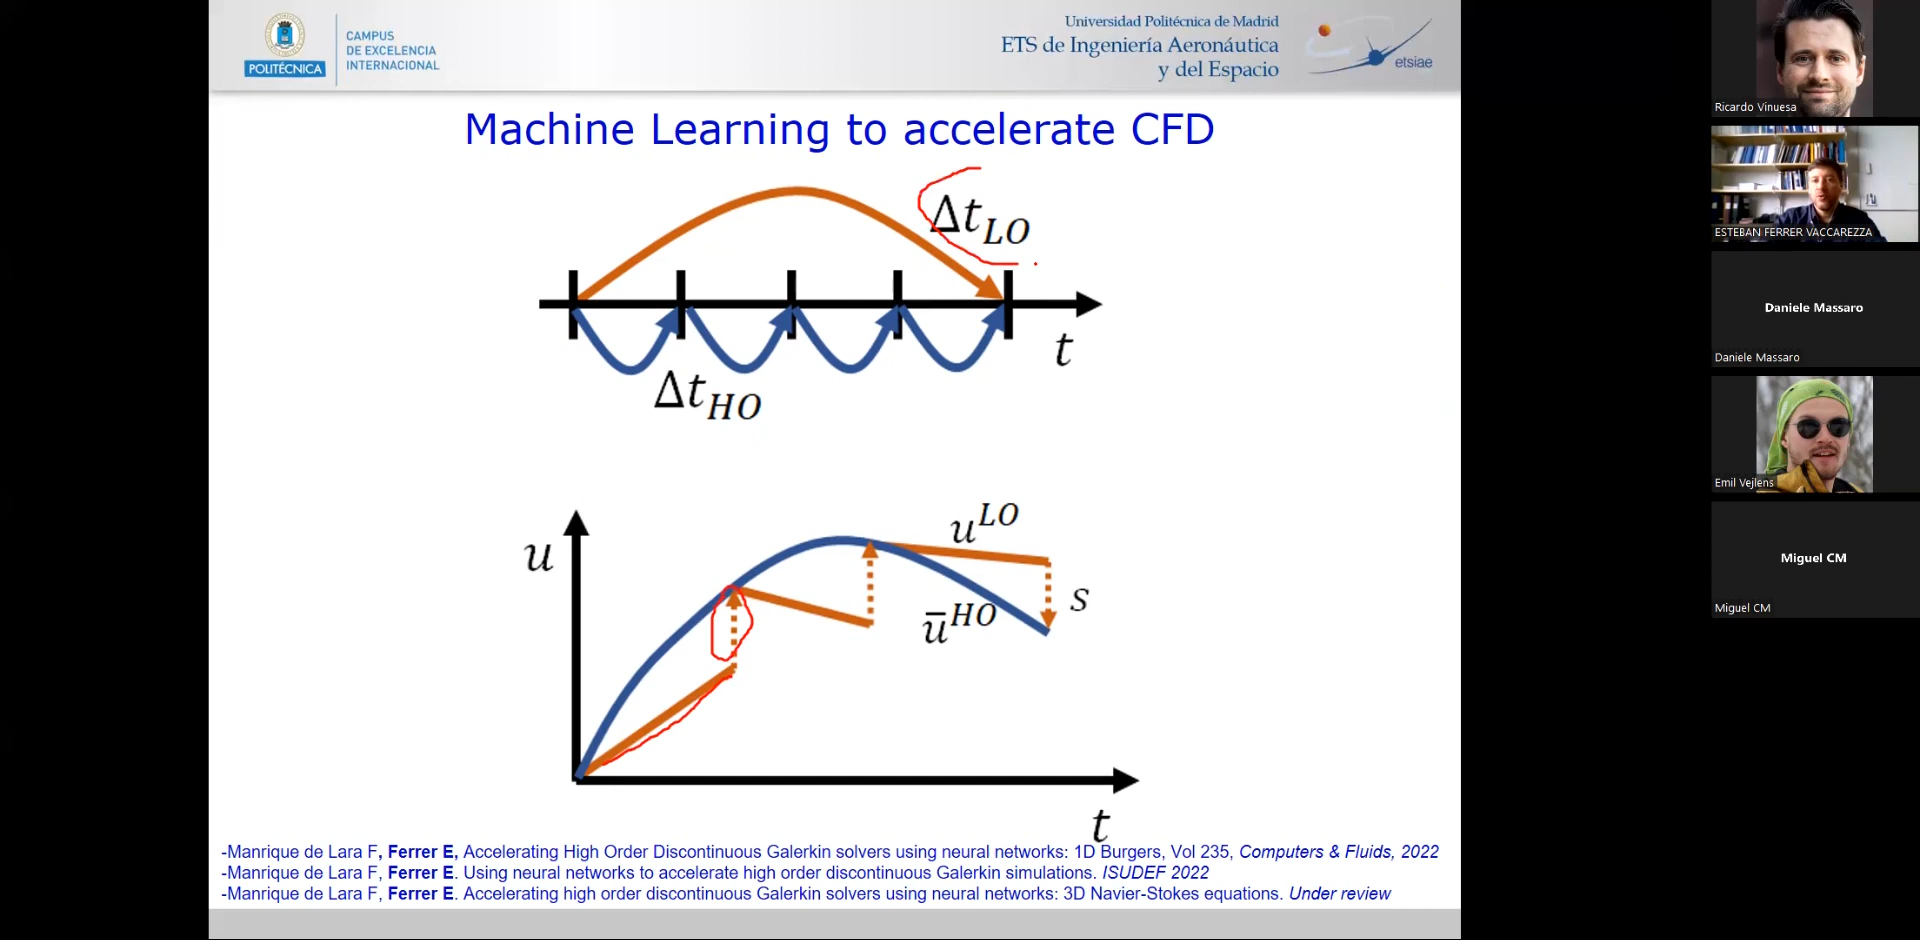 POLITÉCNICA
CAMPUS
DE EXCELENCIA
INTERNACIONAL
Universidad Politécnica de Madrid
ETS de Ingeniería Aeronáutica
y del Espacio
etsiae
Machine Learning to accelerate CFD
Δt_LO
t
Δt_HO
u
u^LO
ū^HO
S
t
-Manrique de Lara F, Ferrer E, Accelerating High Order Discontinuous Galerkin solvers using neural networks: 1D Burgers, Vol 235, Computers & Fluids, 2022
-Manrique de Lara F, Ferrer E. Using neural networks to accelerate high order discontinuous Galerkin simulations. ISUDEF 2022
-Manrique de Lara F, Ferrer E. Accelerating high order discontinuous Galerkin solvers using neural networks: 3D Navier-Stokes equations. Under review
Ricardo Vinuesa
ESTEBAN FERRER VACCAREZZA
Daniele Massaro
Daniele Massaro
Emil Vejlens
Miguel CM
Miguel CM